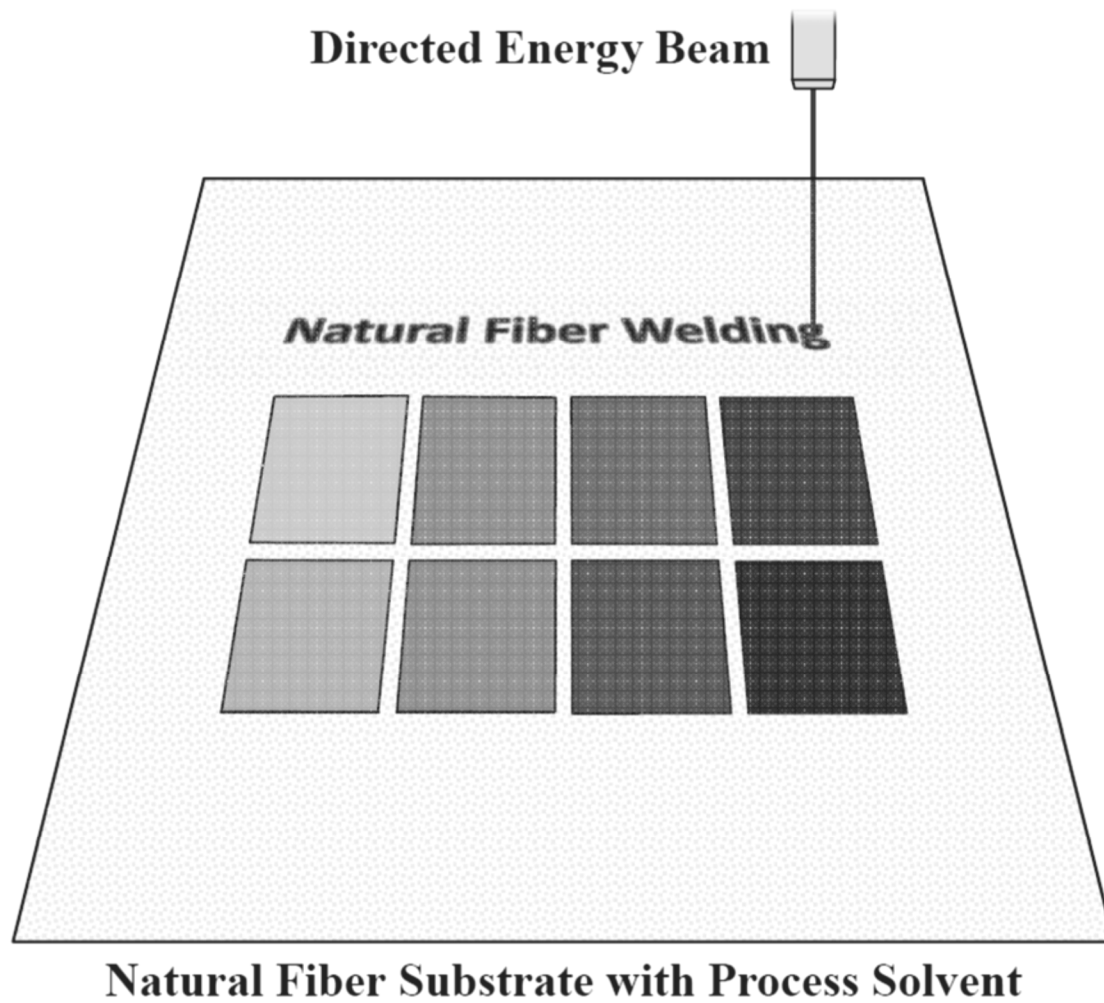 Directed Energy Beam
Natural Fiber Welding
Natural Fiber Substrate with Process Solvent